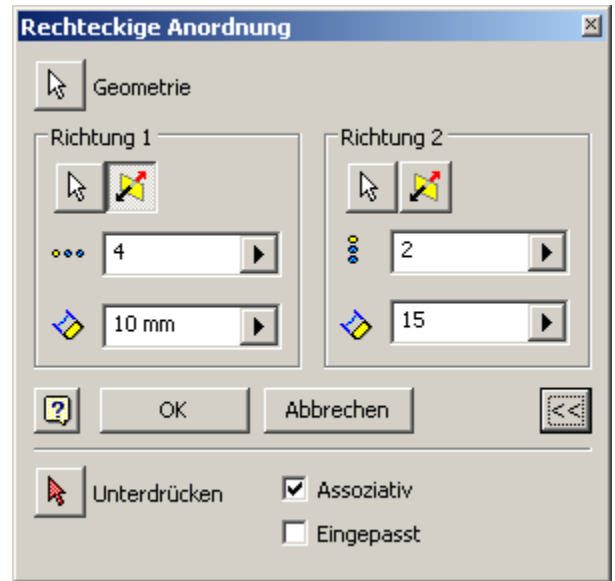 Rechteckige Anordnung
Geometrie
Richtung 1
Richtung 2
4
2
10 mm
15
OK
Abbrechen
<<
Unterdrücken
Assoziativ
Eingepasst